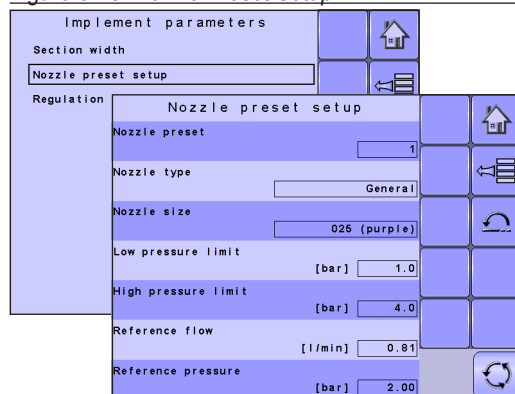 Implement parameters
Section width
Nozzle preset setup
Regulation
Nozzle preset setup
Nozzle preset
1
Nozzle type
General
Nozzle size
025 (purple)
Low pressure limit
[bar] 1.0
High pressure limit
[bar] 4.0
Reference flow
[l/min] 0.81
Reference pressure
[bar] 2.00